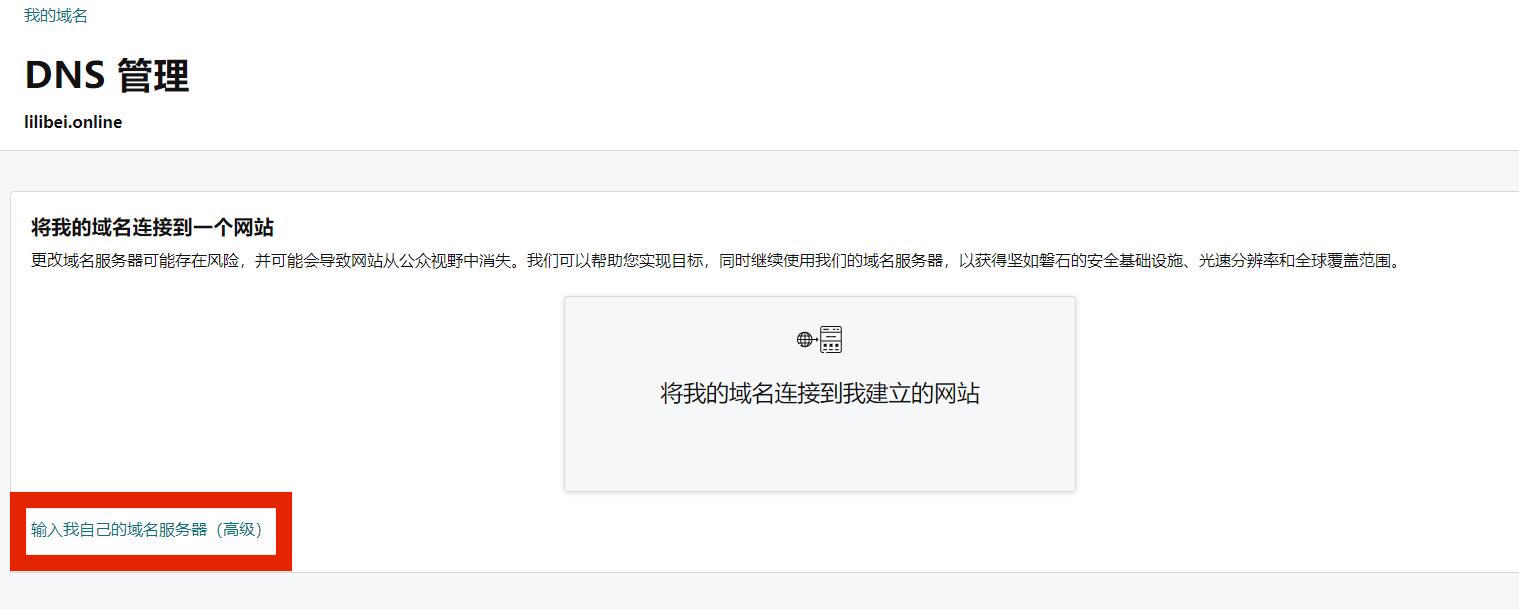 我的域名
DNS 管理
lilibei.online
将我的域名连接到一个网站
更改域名服务器可能存在风险，并可能会导致网站从公众视野中消失。我们可以帮助您实现目标，同时继续使用我们的域名服务器，以获得坚如磐石的安全基础设施、光速分辨率和全球覆盖范围。
将我的域名连接到我建立的网站
输入我自己的域名服务器（高级）